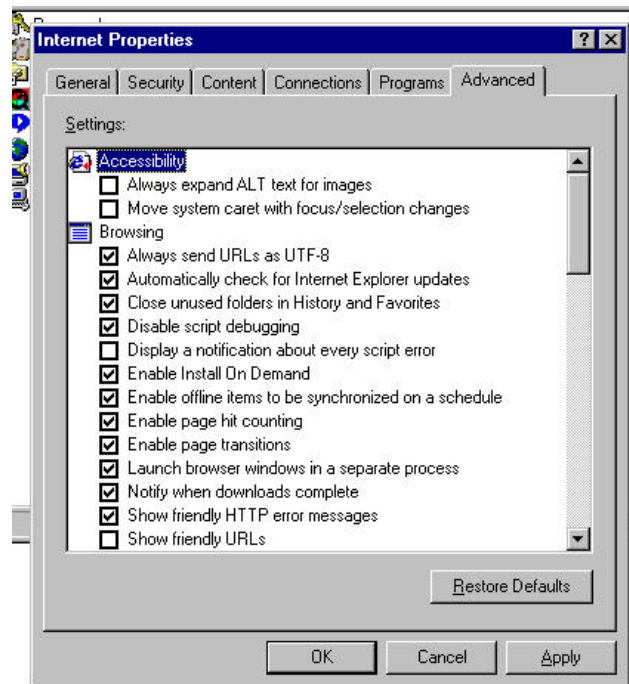 Internet Properties
General Security Content Connections Programs Advanced
Settings:
Accessibility
Always expand ALT text for images
Move system caret with focus/selection changes
Browsing
Always send URLs as UTF-8
Automatically check for Internet Explorer updates
Close unused folders in History and Favorites
Disable script debugging
Display a notification about every script error
Enable Install On Demand
Enable offline items to be synchronized on a schedule
Enable page hit counting
Enable page transitions
Launch browser windows in a separate process
Notify when downloads complete
Show friendly HTTP error messages
Show friendly URLs
Restore Defaults
OK Cancel Apply